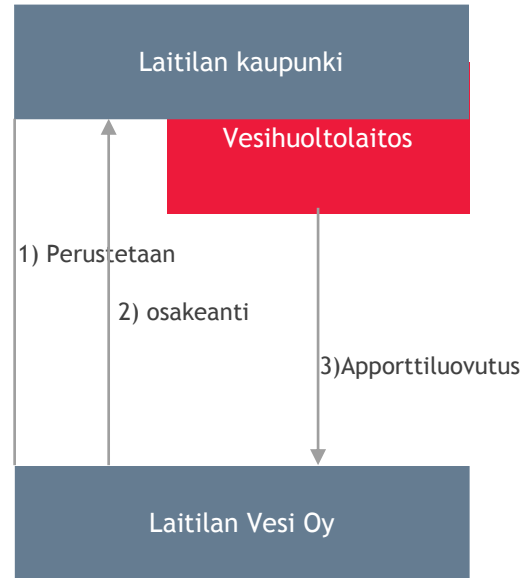 Laitilan kaupunki
Vesihuoltolaitos
1) Perustetaan
2) osakeanti
3)Apporttiluovutus
Laitilan Vesi Oy